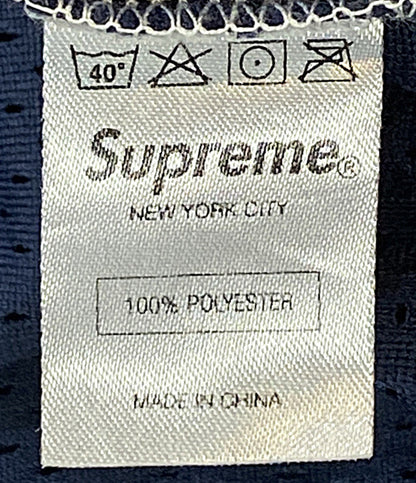 40°
Supreme®
NEW YORK CITY
100% POLYESTER
MADE IN CHINA